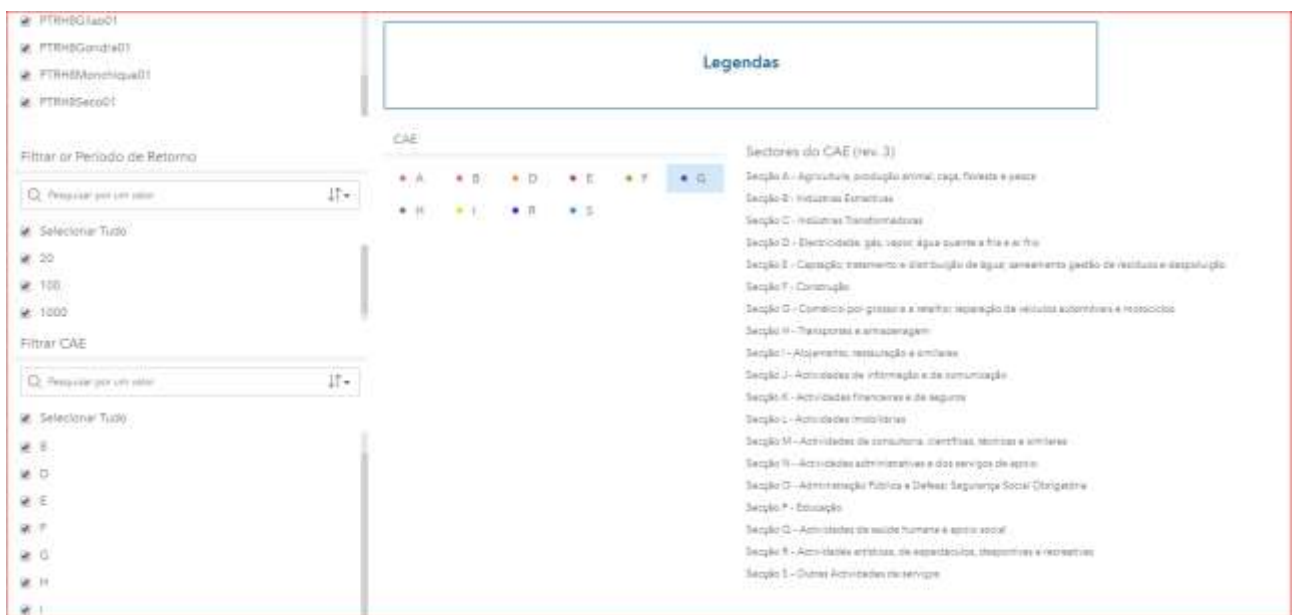 PTRH8Gilao01
PTRH8Gondra01
PTRH8Monchique01
PTRH8Seco01
Filtrar or Período de Retorno
Pesquisar por um valor
Selecionar Tudo
20
100
1000
Filtrar CAE
Pesquisar por um valor
Selecionar Tudo
B
D
E
F
G
H
I
Legendas
CAE
A B D E F G
H I R S
Sectores do CAE (rev. 3)
Secção A - Agricultura, produção animal, caça, floresta e pesca
Secção B - Indústrias Extractivas
Secção C - Indústrias Transformadoras
Secção D - Electricidade, gás, vapor, água quente e fria e ar frio
Secção E - Captação, tratamento e distribuição de água; saneamento gestão de resíduos e despoluição
Secção F - Construção
Secção G - Comércio por grosso e a retalho; reparação de veículos automóveis e motociclos
Secção H - Transportes e armazenagem
Secção I - Alojamento, restauração e similares
Secção J - Actividades de informação e de comunicação
Secção K - Actividades financeiras e de seguros
Secção L - Actividades imobiliárias
Secção M - Actividades de consultoria, científicas, técnicas e similares
Secção N - Actividades administrativas e dos serviços de apoio
Secção O - Administração Pública e Defesa; Segurança Social Obrigatória
Secção P - Educação
Secção Q - Actividades de saúde humana e apoio social
Secção R - Actividades artísticas, de espectáculos, desportivas e recreativas
Secção S - Outras Actividades de serviços